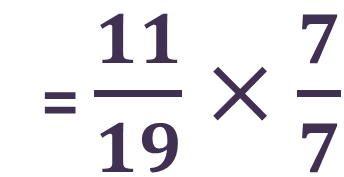 = 11/19 × 7/7